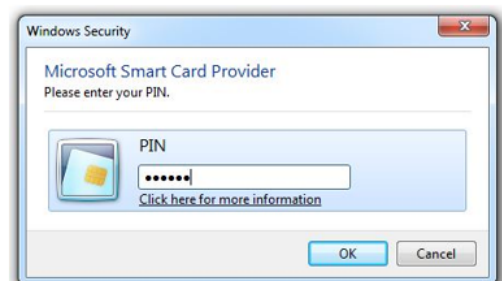 Windows Security
Microsoft Smart Card Provider
Please enter your PIN.
PIN
••••••
Click here for more information
OK
Cancel